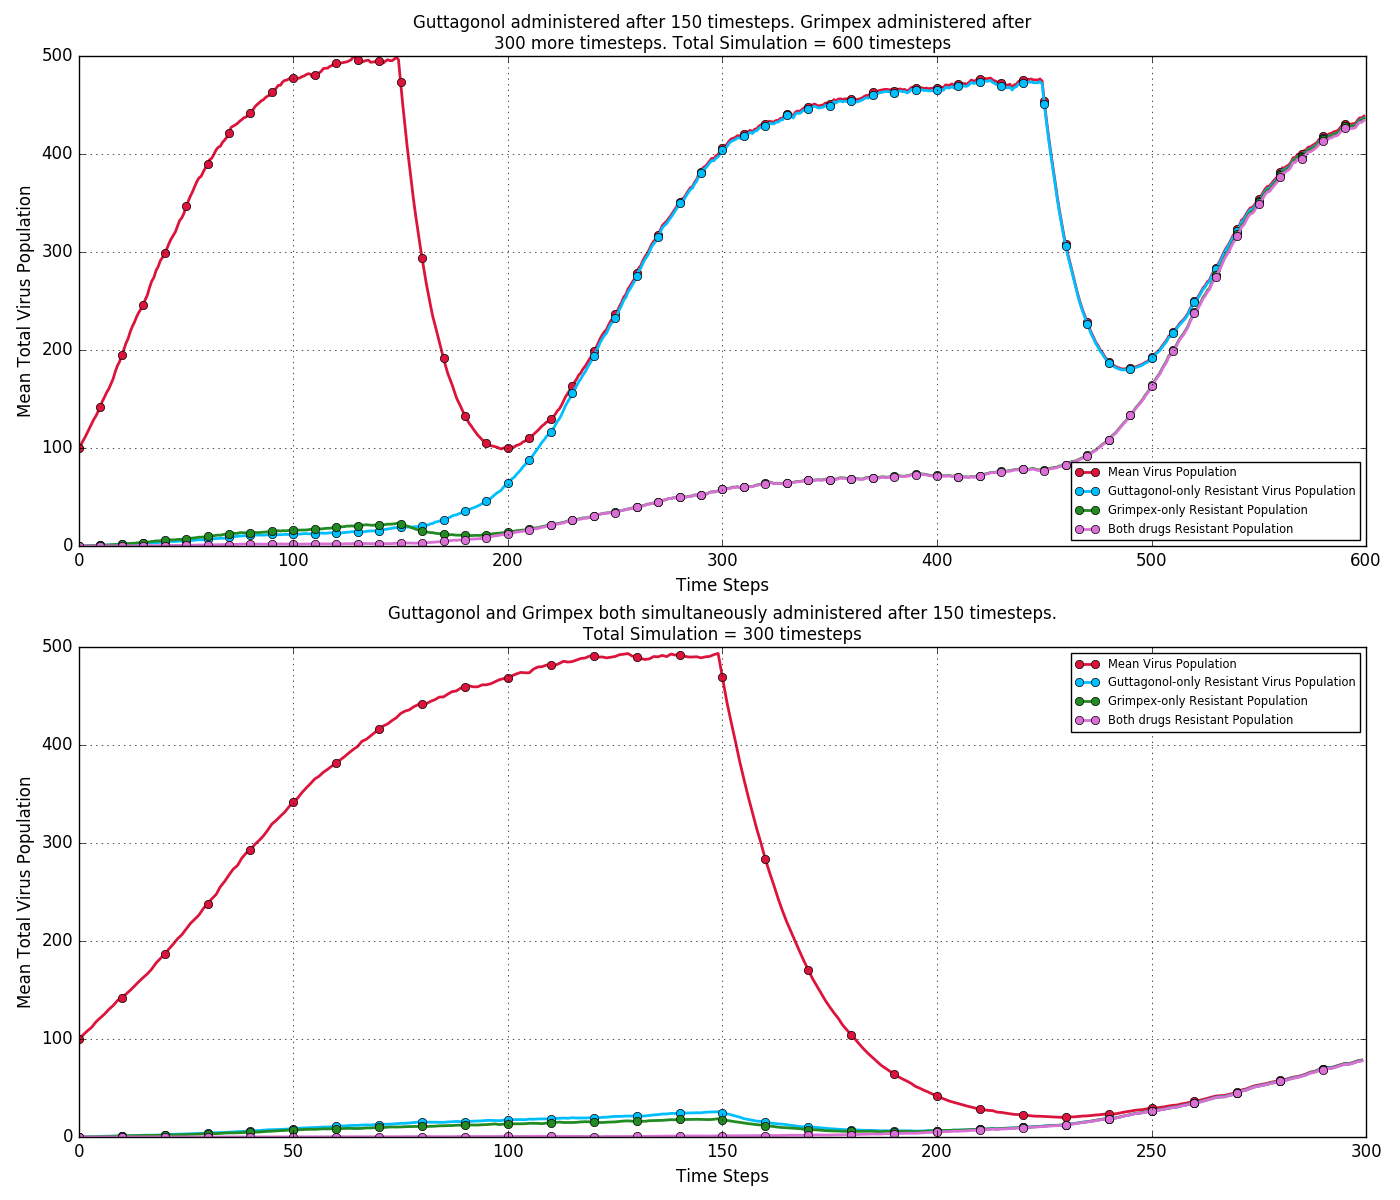 Guttagonol administered after 150 timesteps. Grimpex administered after
300 more timesteps. Total Simulation = 600 timesteps
500
400
300
200
100
0
Mean Total Virus Population
Mean Virus Population
Guttagonol-only Resistant Virus Population
Grimpex-only Resistant Population
Both drugs Resistant Population
0 100 200 300 400 500 600
Time Steps
Guttagonol and Grimpex both simultaneously administered after 150 timesteps.
Total Simulation = 300 timesteps
500
400
300
200
100
0
Mean Total Virus Population
Mean Virus Population
Guttagonol-only Resistant Virus Population
Grimpex-only Resistant Population
Both drugs Resistant Population
0 50 100 150 200 250 300
Time Steps